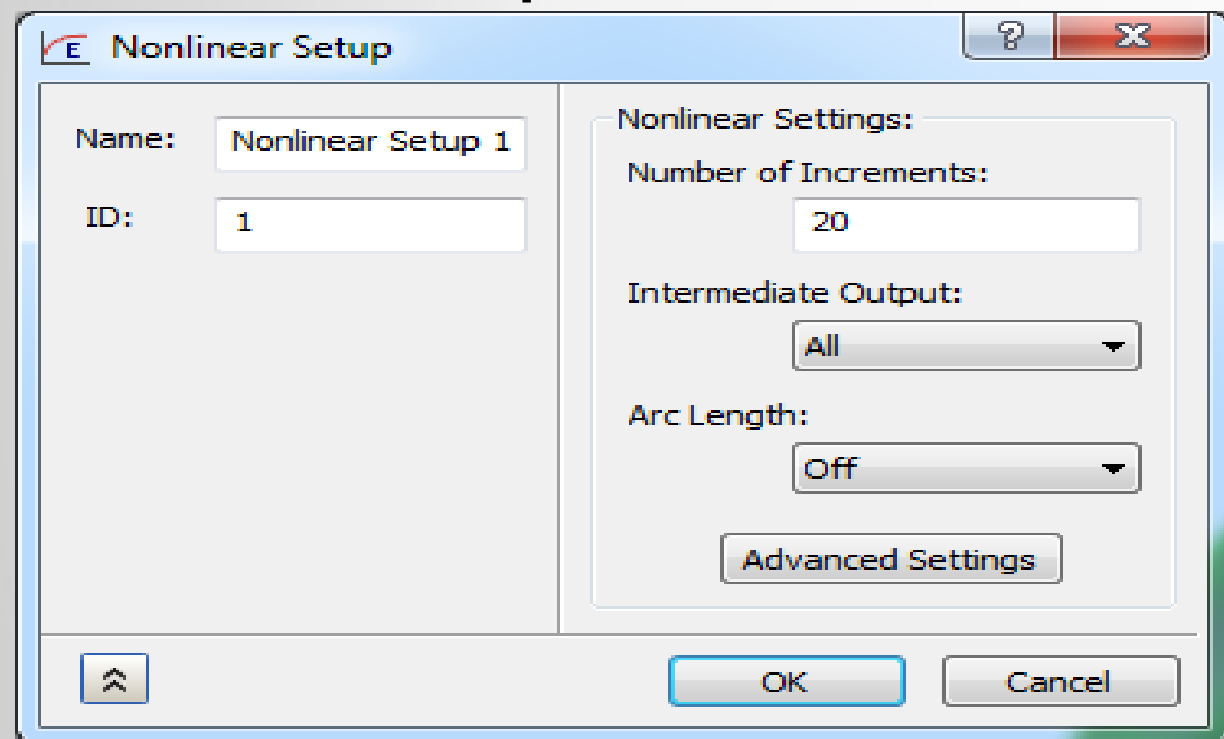 E Nonlinear Setup
?
Name: Nonlinear Setup 1
ID: 1
Nonlinear Settings:
Number of Increments:
20
Intermediate Output:
All
Arc Length:
Off
Advanced Settings
OK Cancel